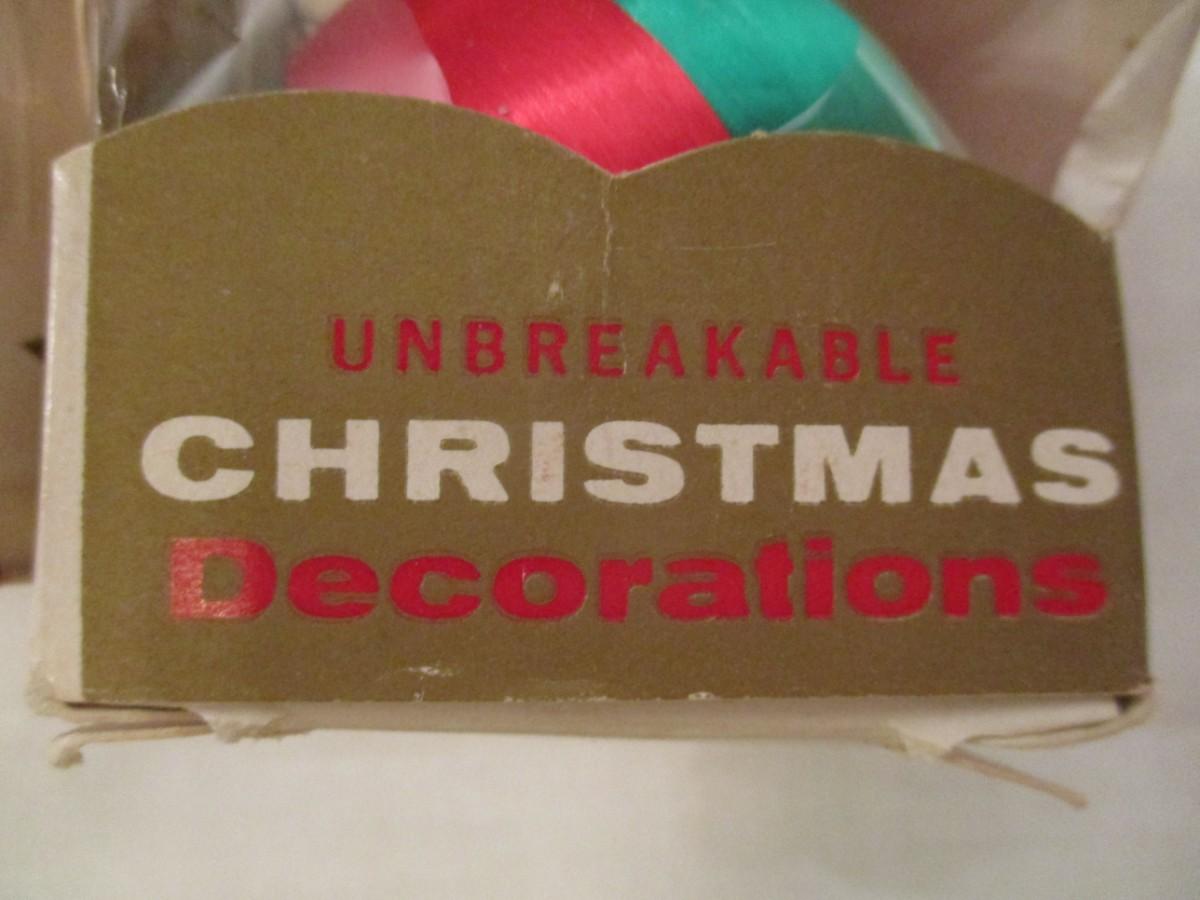 UNBREAKABLE
CHRISTMAS
Decorations